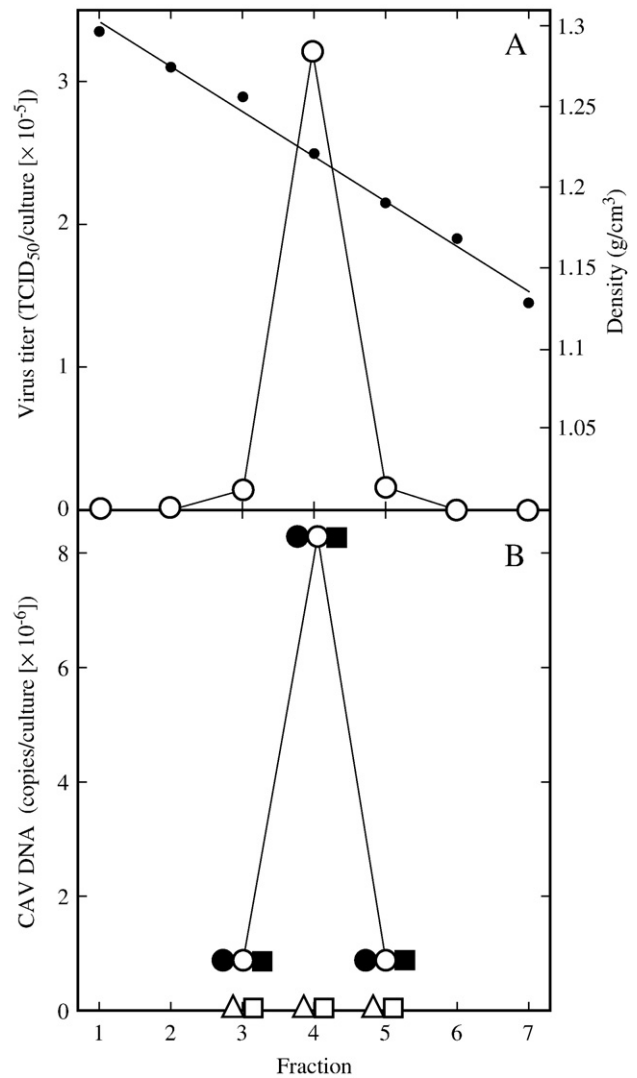 A
3
2
1
0
Virus titer (TCID50/culture [× 10-5])
1.3
1.25
1.2
1.15
1.1
1.05
Density (g/cm3)
B
8
6
4
2
0
CAV DNA (copies/culture [× 10-6])
1 2 3 4 5 6 7
Fraction